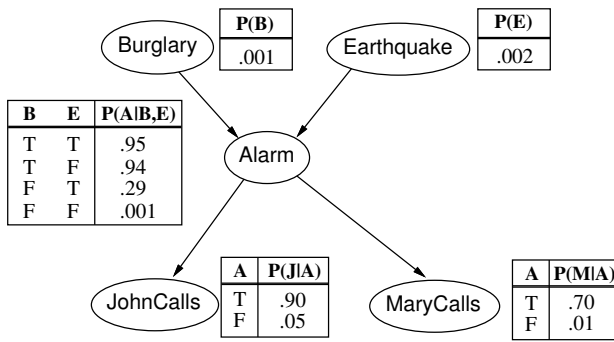 Burglary
P(B)
.001
Earthquake
P(E)
.002
B E P(A|B,E)
T T .95
T F .94
F T .29
F F .001
Alarm
JohnCalls
A P(J|A)
T .90
F .05
MaryCalls
A P(M|A)
T .70
F .01